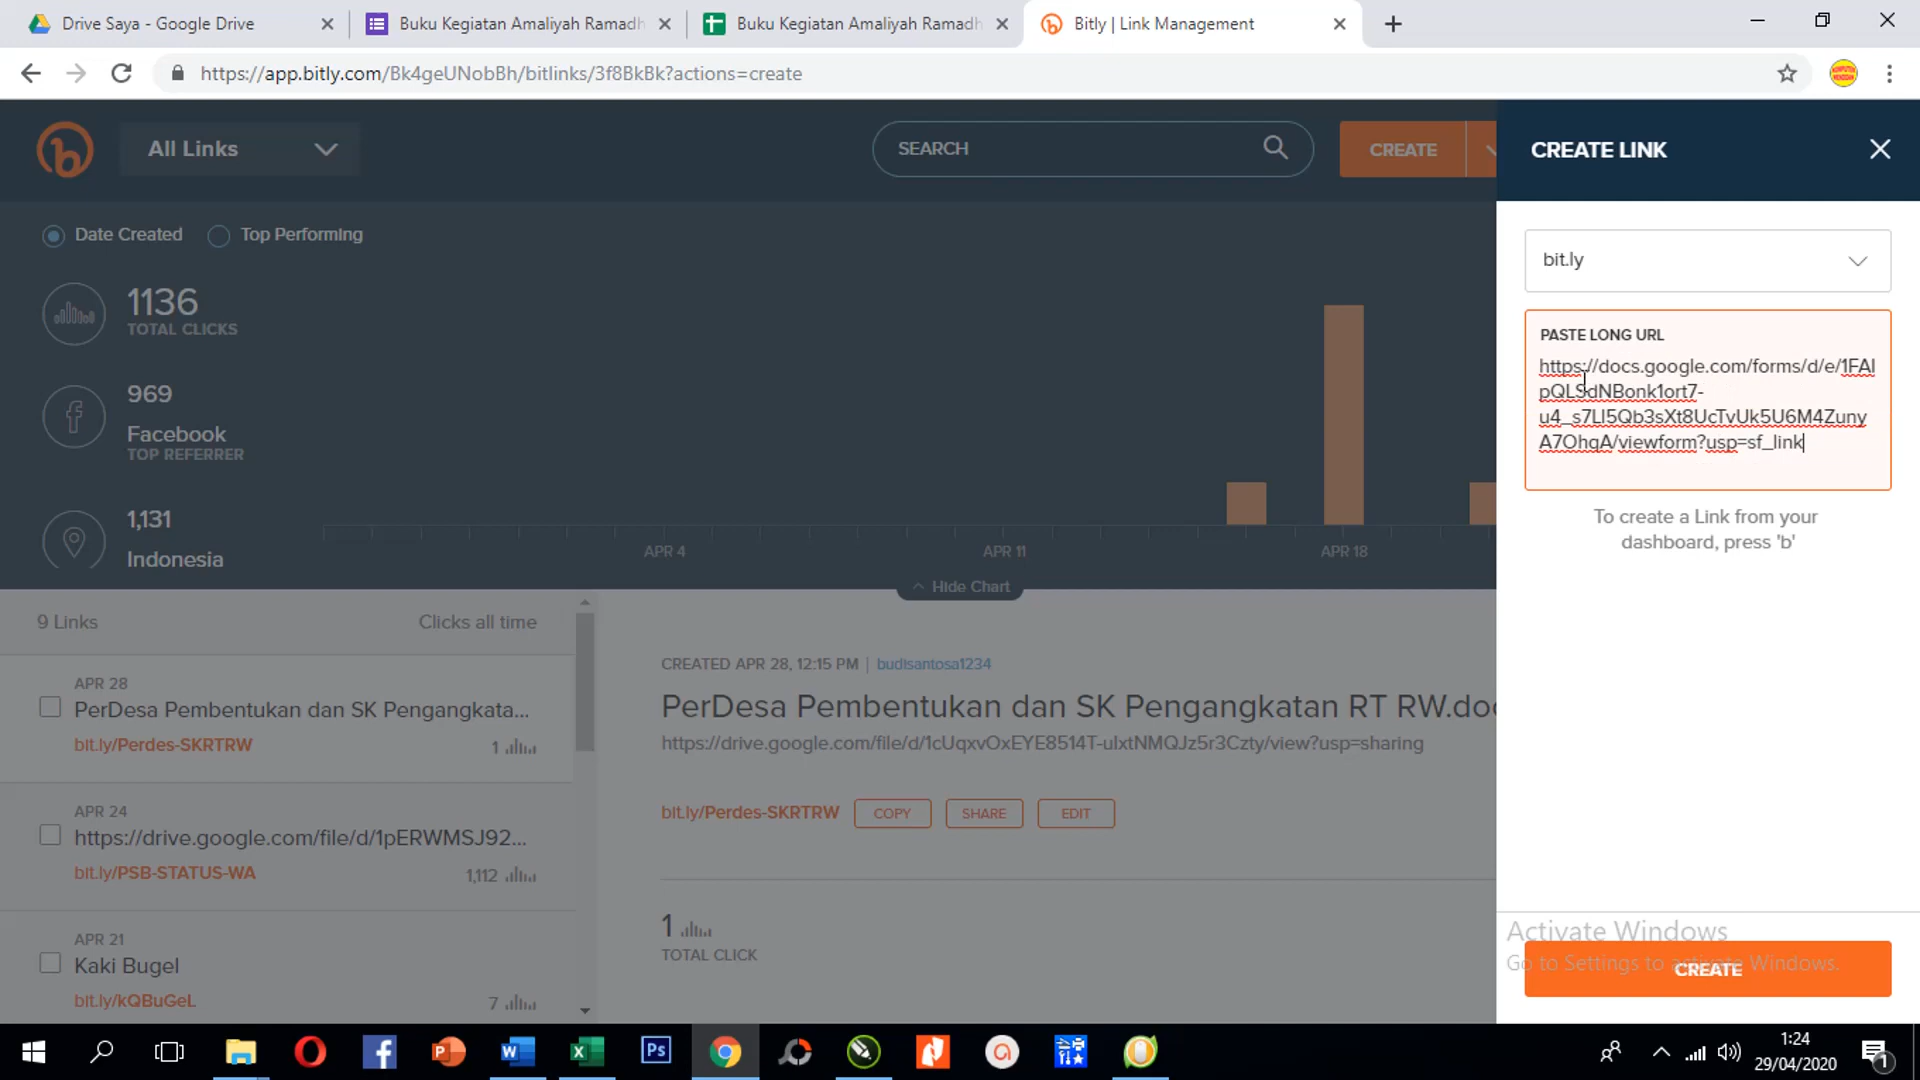 Drive Saya - Google Drive
Buku Kegiatan Amaliyah Ramadh
Buku Kegiatan Amaliyah Ramadh
Bitly | Link Management
https://app.bitly.com/Bk4geUNobBh/bitlinks/3f8BkBk?actions=create
All Links
SEARCH
CREATE
CREATE LINK
Date Created
Top Performing
bit.ly
1136
TOTAL CLICKS
PASTE LONG URL
https://docs.google.com/forms/d/e/1FAI
pQLSdNBonk1ort7-
u4_s7LI5Qb3sXt8UcTvUk5U6M4Zuny
A7OhqA/viewform?usp=sf_link
969
Facebook
TOP REFERRER
To create a Link from your
dashboard, press 'b'
1,131
Indonesia
APR 4
APR 11
APR 18
Hide Chart
9 Links
Clicks all time
CREATED APR 28, 12:15 PM | budisantosa1234
PerDesa Pembentukan dan SK Pengangkatan RT RW.doc
https://drive.google.com/file/d/1cUqxvOxEYE8514T-uIxtNMQJz5r3Czty/view?usp=sharing
bit.ly/Perdes-SKRTRW
COPY
SHARE
EDIT
1
TOTAL CLICK
APR 28
PerDesa Pembentukan dan SK Pengangkata...
bit.ly/Perdes-SKRTRW
1
APR 24
https://drive.google.com/file/d/1pERWMSJ92...
bit.ly/PSB-STATUS-WA
1,112
APR 21
Kaki Bugel
bit.ly/kQBuGeL
7
Activate Windows
Go to Settings to activate Windows.
CREATE
1:24
29/04/2020
1